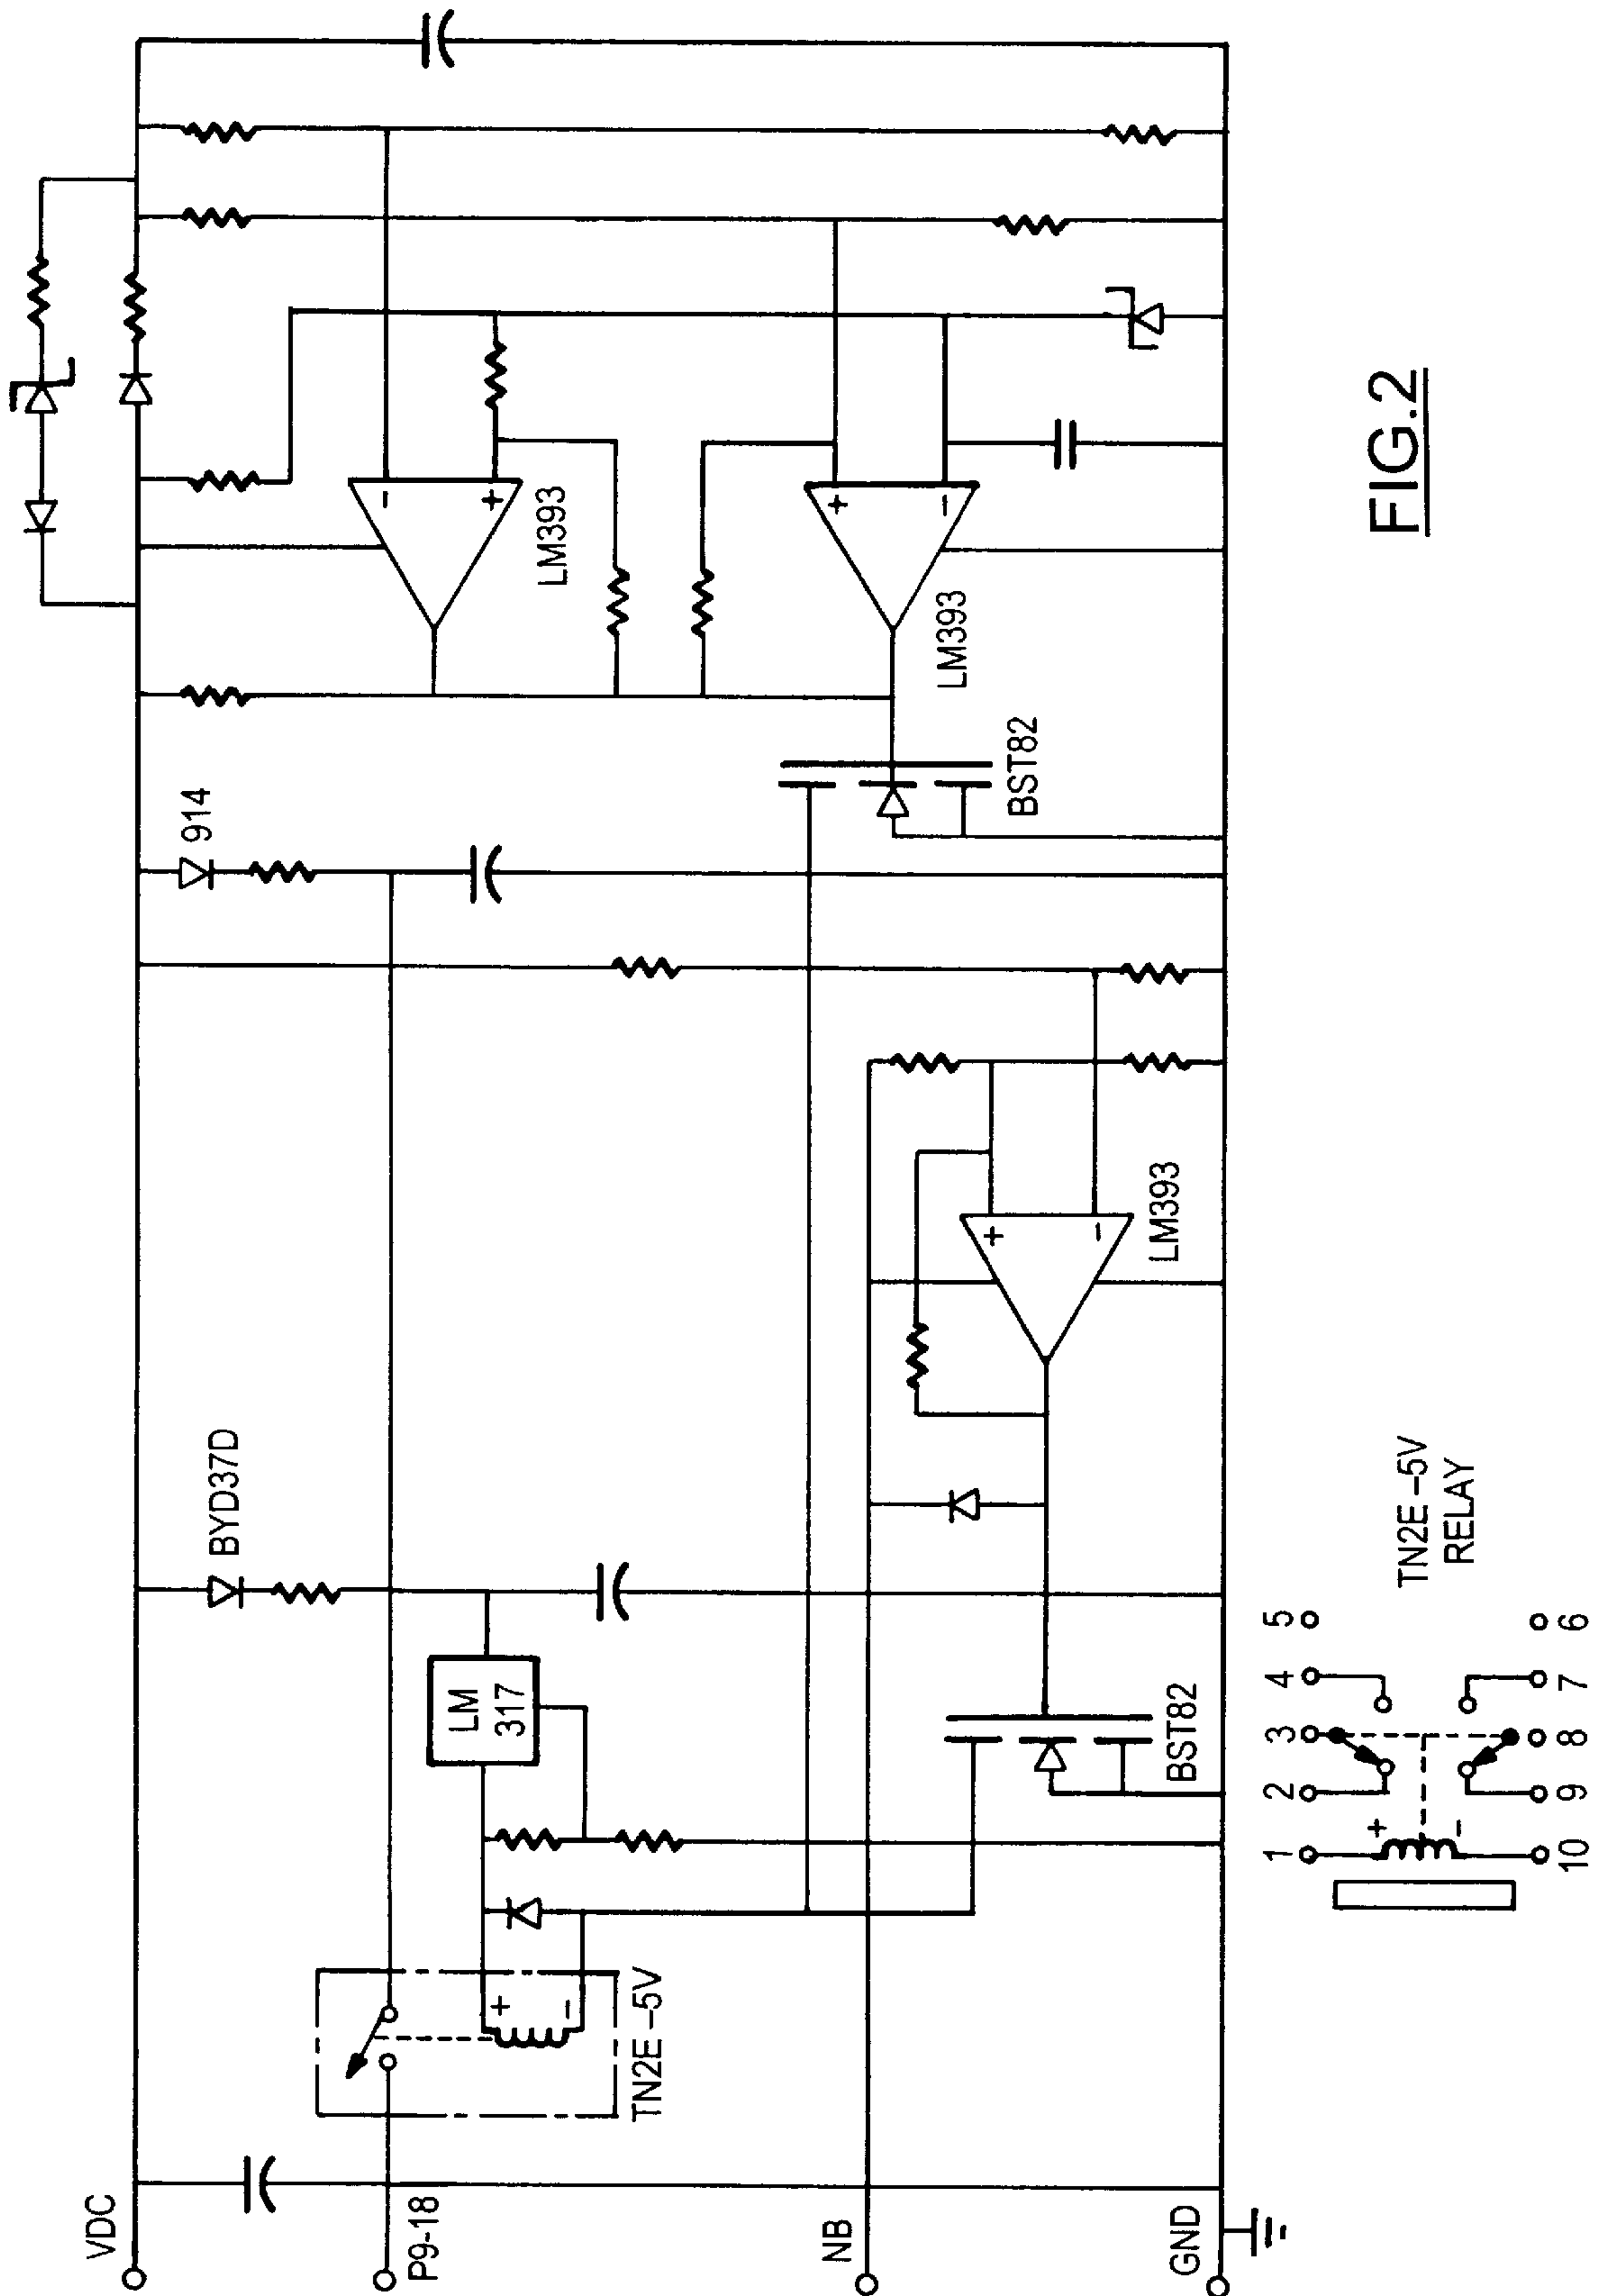 VDC
P9-18
NB
GND
TN2E –5V
+
–
LM
317
BYD37D
BST82
LM393
+
–
914
BST82
LM393
+
–
LM393
–
+
1
2
3
4
5
+
–
10
9
8
7
6
TN2E –5V
RELAY
FIG.2